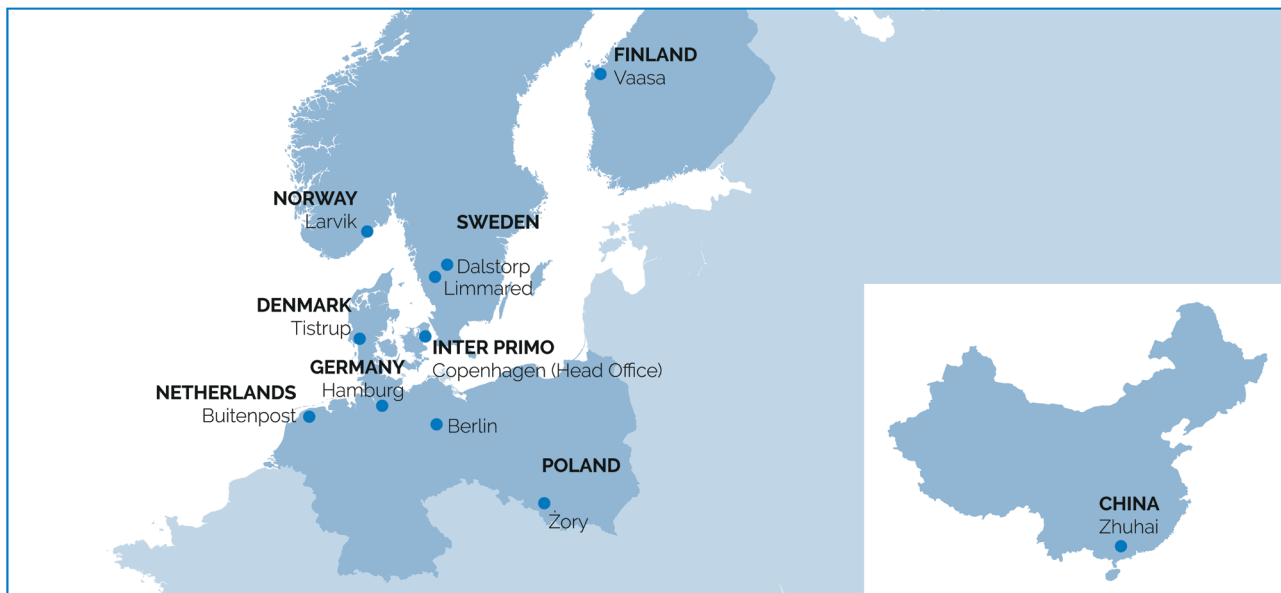 FINLAND
Vaasa
NORWAY
Larvik
SWEDEN
Dalstorp
Limmared
DENMARK
Tistrup
INTER PRIMO
Copenhagen (Head Office)
GERMANY
Hamburg
NETHERLANDS
Buitenpost
Berlin
POLAND
Żory
CHINA
Zhuhai